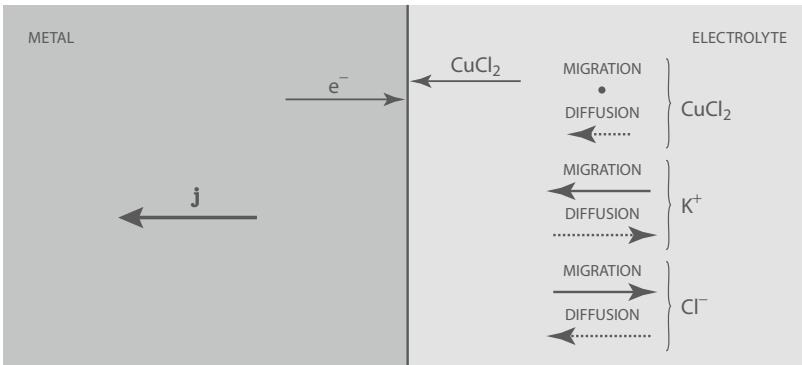 METAL
ELECTROLYTE
e⁻
CuCl₂
MIGRATION
DIFFUSION
CuCl₂
j
MIGRATION
DIFFUSION
K⁺
MIGRATION
DIFFUSION
Cl⁻